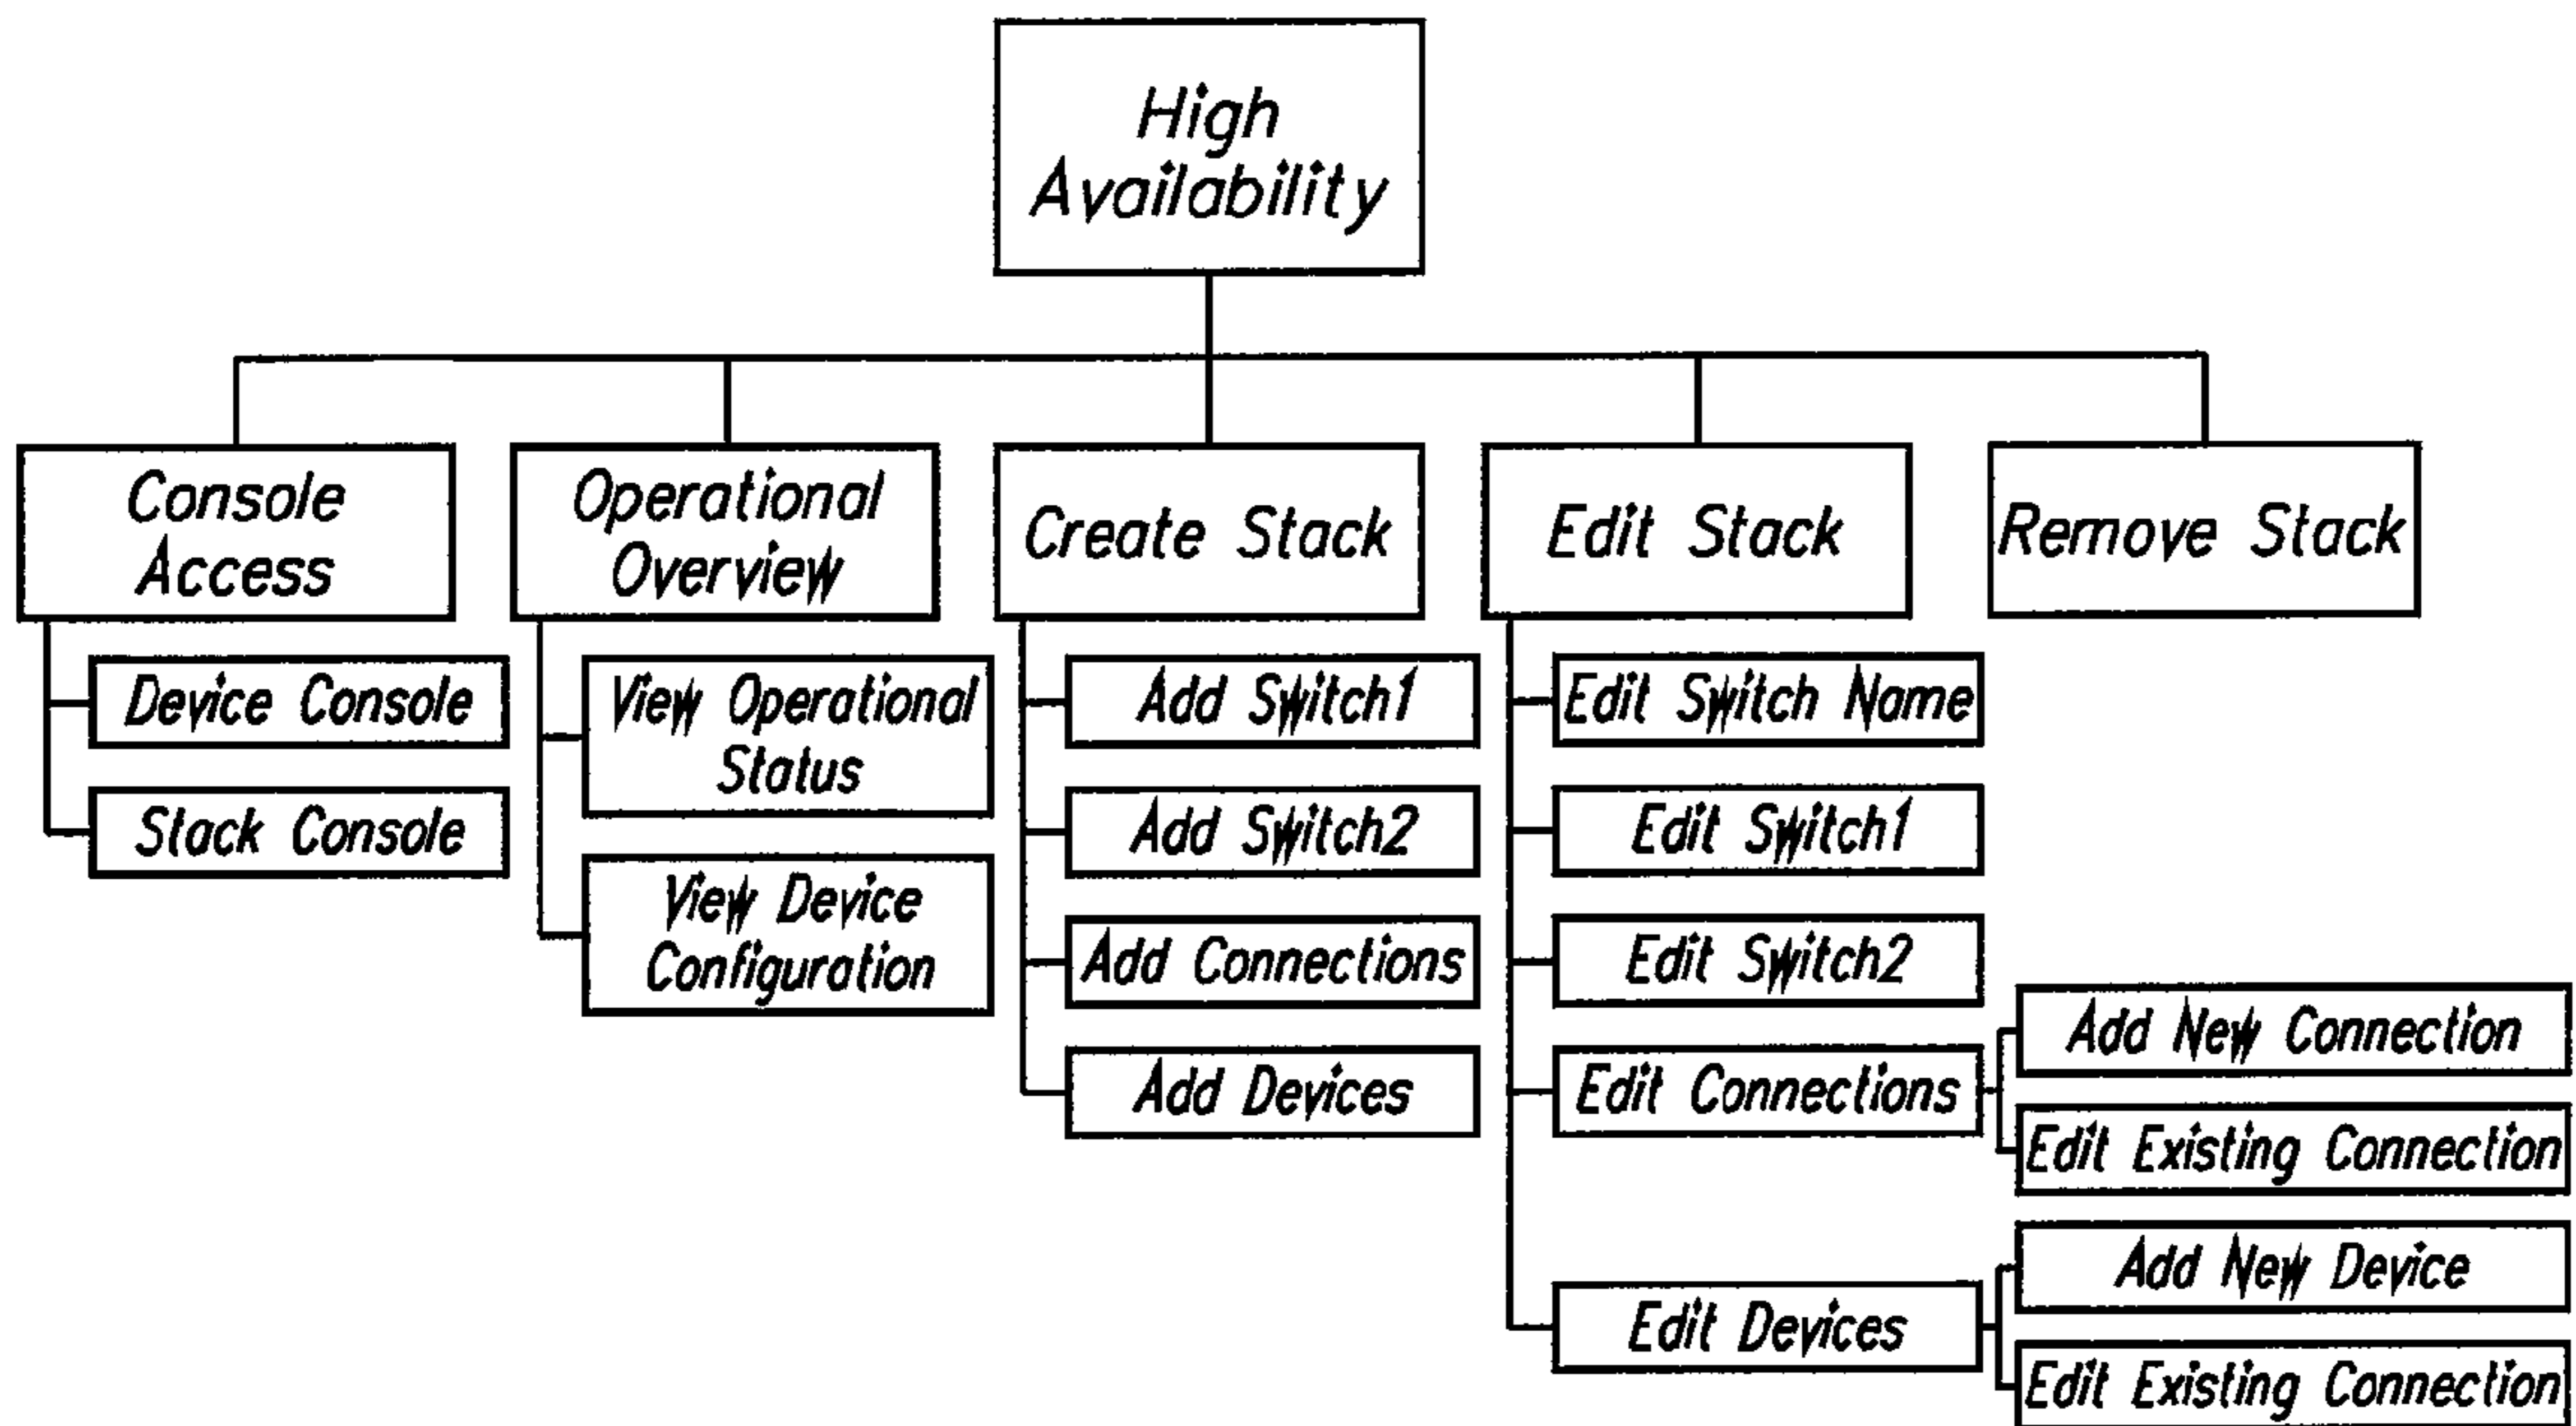 High
Availability
Console
Access
Operational
Overview
Create Stack
Edit Stack
Remove Stack
Device Console
Stack Console
View Operational
Status
View Device
Configuration
Add Switch1
Add Switch2
Add Connections
Add Devices
Edit Switch Name
Edit Switch1
Edit Switch2
Edit Connections
Add New Connection
Edit Existing Connection
Edit Devices
Add New Device
Edit Existing Connection